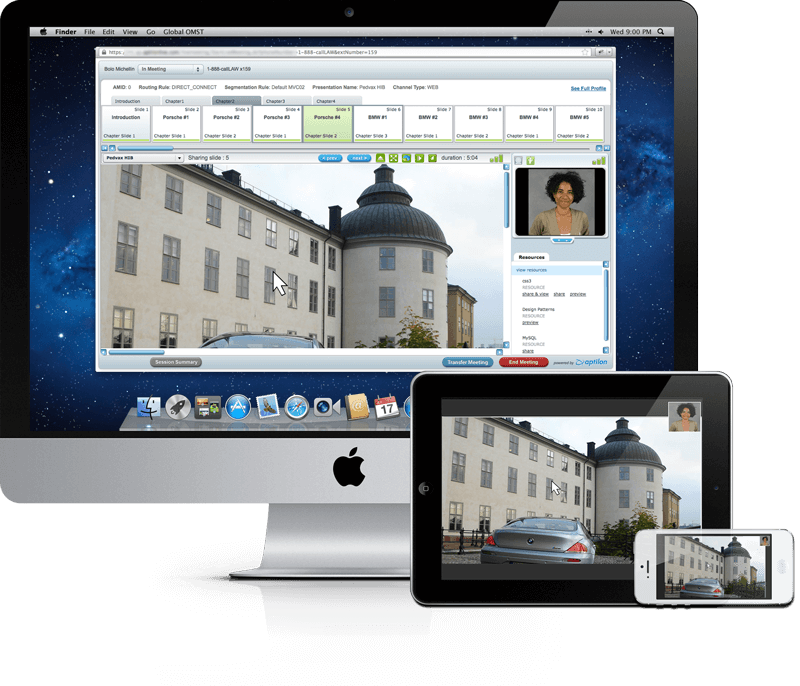 Finder File Edit View Go Global OMST Wed 9:00 PM
1-888-callLAW&extNumber=159
Bolo Michelin In Meeting 1-888-callLAW x159
AMID: 0 Routing Rule: DIRECT_CONNECT Segmentation Rule: Default MVC02 Presentation Name: Pedvax HIB Channel Type: WEB See Full Profile
Introduction Chapter1 Chapter2 Chapter3 Chapter4
Slide 1 Slide 2 Slide 3 Slide 4 Slide 5 Slide 6 Slide 7 Slide 8 Slide 9 Slide 10
Introduction Porsche #1 Porsche #2 Porsche #3 Porsche #4 BMW #1 BMW #2 BMW #3 BMW #4 BMW #5
Chapter Slide 1 Chapter Slide 1 Chapter Slide 2 Chapter Slide 1 Chapter Slide 2 Chapter Slide 3 Chapter Slide 1 Chapter Slide 2 Chapter Slide 1 Chapter Slide 2
Pedvax HIB Sharing slide : 5 < prev next > duration : 5:04
Resources
view resources
css3
RESOURCE
share & view share preview
Design Patterns
RESOURCE
preview
MySQL
RESOURCE
share
Session Summary Transfer Meeting End Meeting powered by aptilon
17